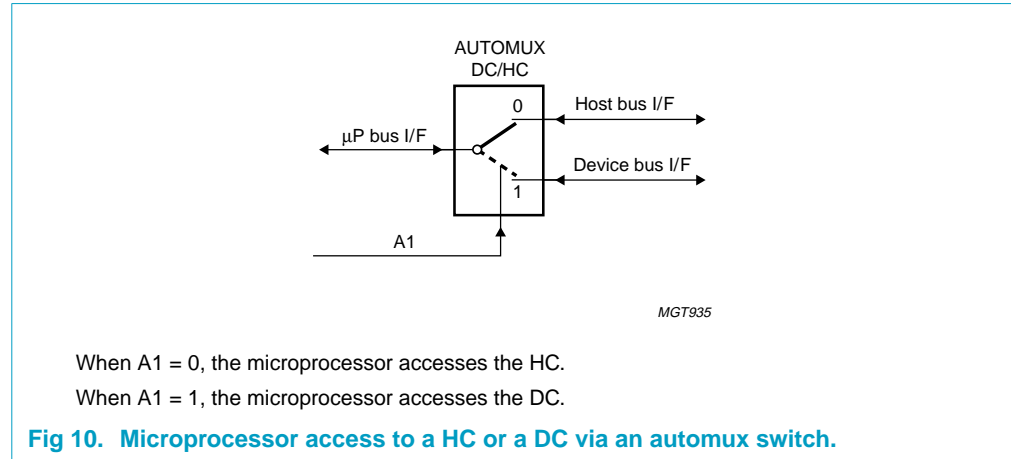 AUTOMUX
DC/HC
0
Host bus I/F
μP bus I/F
Device bus I/F
1
A1
MGT935
When A1 = 0, the microprocessor accesses the HC.
When A1 = 1, the microprocessor accesses the DC.
Fig 10. Microprocessor access to a HC or a DC via an automux switch.